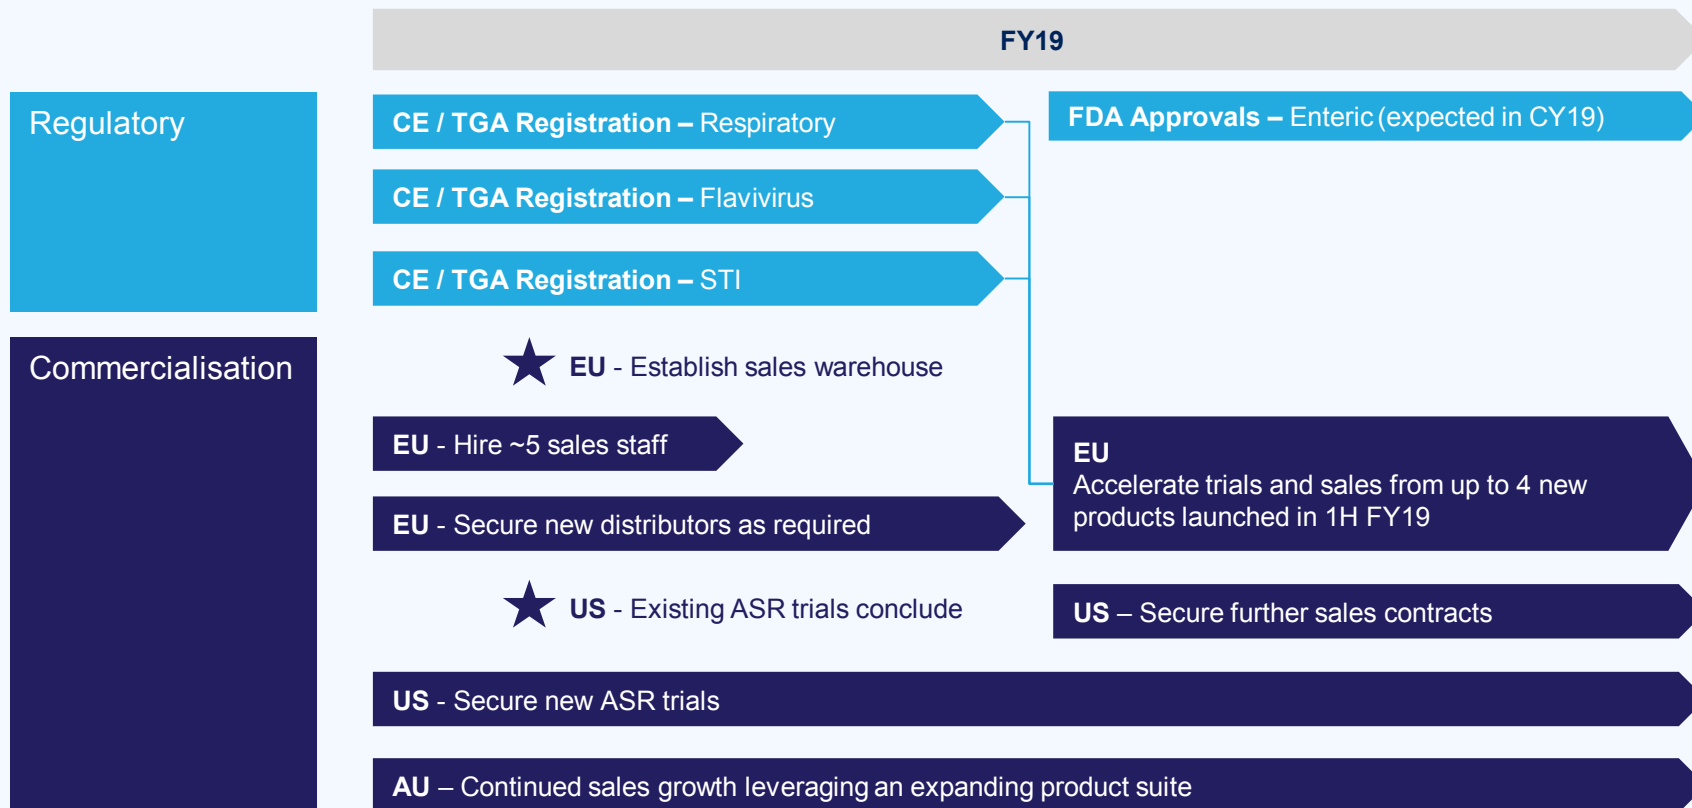 FY19
Regulatory
CE / TGA Registration – Respiratory
FDA Approvals – Enteric (expected in CY19)
CE / TGA Registration – Flavivirus
CE / TGA Registration – STI
Commercialisation
EU - Establish sales warehouse
EU - Hire ~5 sales staff
EU - Secure new distributors as required
EU
Accelerate trials and sales from up to 4 new
products launched in 1H FY19
US - Existing ASR trials conclude
US – Secure further sales contracts
US - Secure new ASR trials
AU – Continued sales growth leveraging an expanding product suite